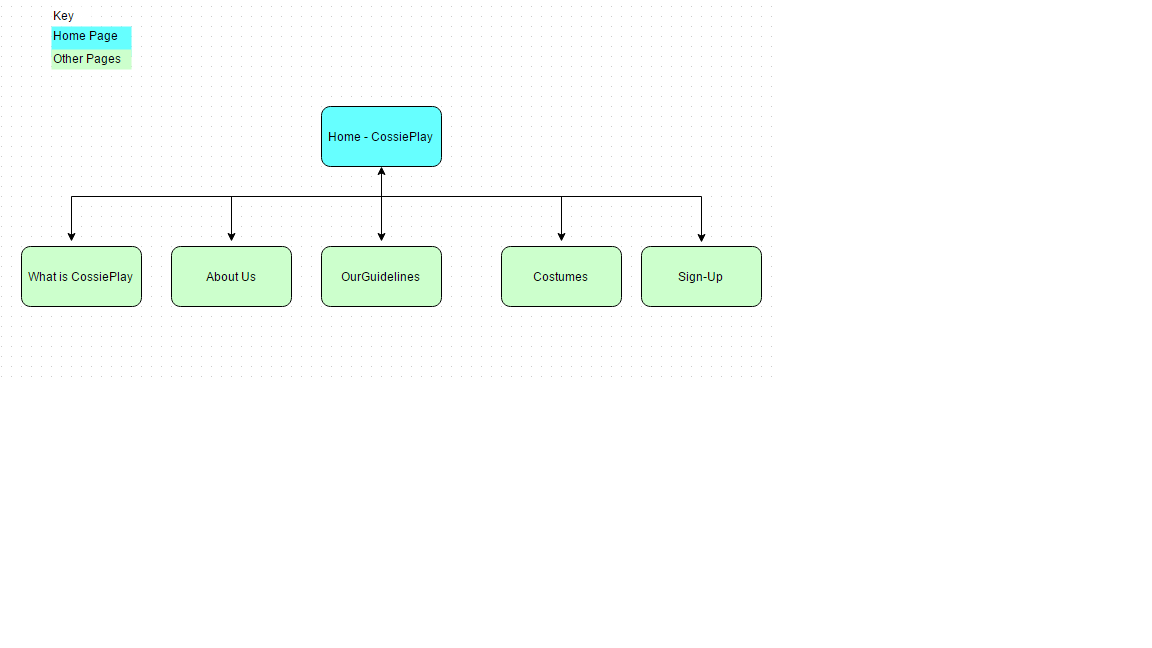 Key
Home Page
Other Pages
Home - CossiePlay
What is CossiePlay
About Us
OurGuidelines
Costumes
Sign-Up